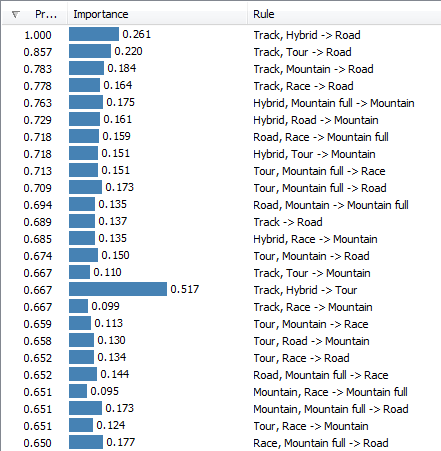 Pr... Importance Rule
1.000 0.261 Track, Hybrid -> Road
0.857 0.220 Track, Tour -> Road
0.783 0.184 Track, Mountain -> Road
0.778 0.164 Track, Race -> Road
0.763 0.175 Hybrid, Mountain full -> Mountain
0.729 0.161 Hybrid, Road -> Mountain
0.718 0.159 Road, Race -> Mountain full
0.718 0.151 Hybrid, Tour -> Mountain
0.713 0.151 Tour, Mountain full -> Race
0.709 0.173 Tour, Mountain full -> Road
0.694 0.135 Road, Mountain -> Mountain full
0.689 0.137 Track -> Road
0.685 0.135 Hybrid, Race -> Mountain
0.674 0.150 Tour, Mountain -> Road
0.667 0.110 Track, Tour -> Mountain
0.667 0.517 Track, Hybrid -> Tour
0.667 0.099 Track, Race -> Mountain
0.659 0.113 Tour, Mountain -> Race
0.658 0.130 Tour, Road -> Mountain
0.652 0.134 Tour, Race -> Road
0.652 0.144 Road, Mountain full -> Race
0.651 0.095 Mountain, Race -> Mountain full
0.651 0.173 Mountain, Mountain full -> Road
0.651 0.124 Tour, Race -> Mountain
0.650 0.177 Race, Mountain full -> Road